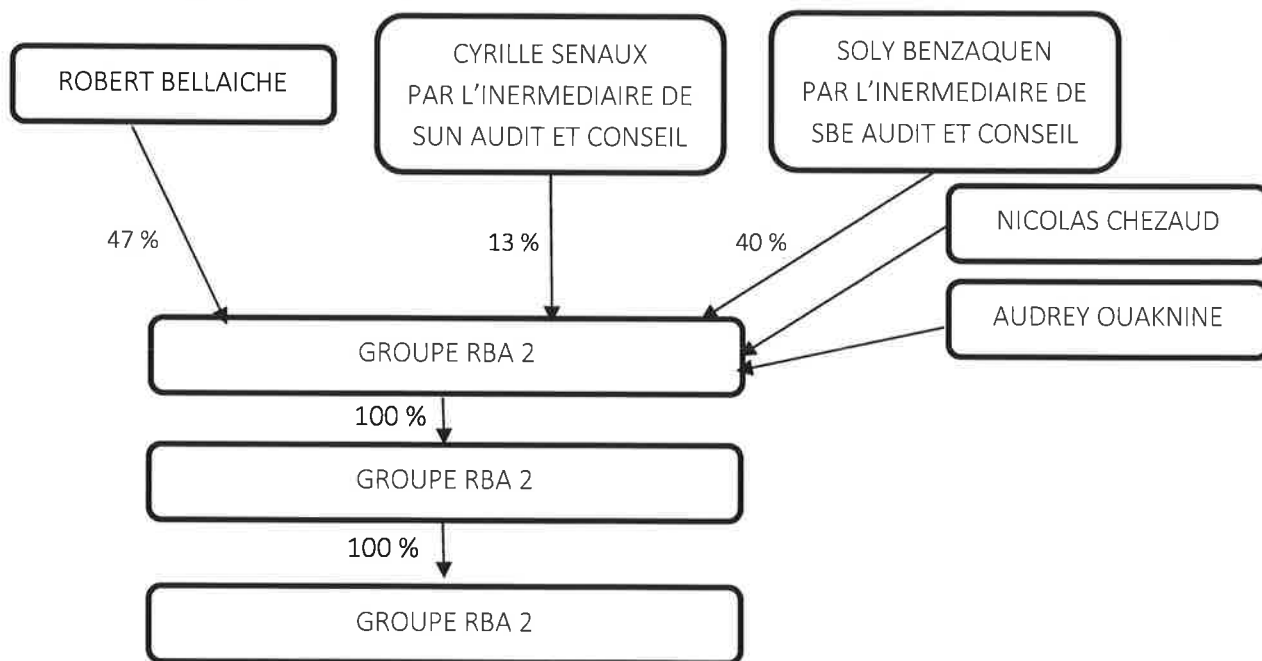 ROBERT BELLAICHE
CYRILLE SENAUX
PAR L'INERMEDIAIRE DE
SUN AUDIT ET CONSEIL
SOLY BENZAQUEN
PAR L'INERMEDIAIRE DE
SBE AUDIT ET CONSEIL
NICOLAS CHEZAUD
AUDREY OUAKNINE
47 %
13 %
40 %
GROUPE RBA 2
100 %
GROUPE RBA 2
100 %
GROUPE RBA 2